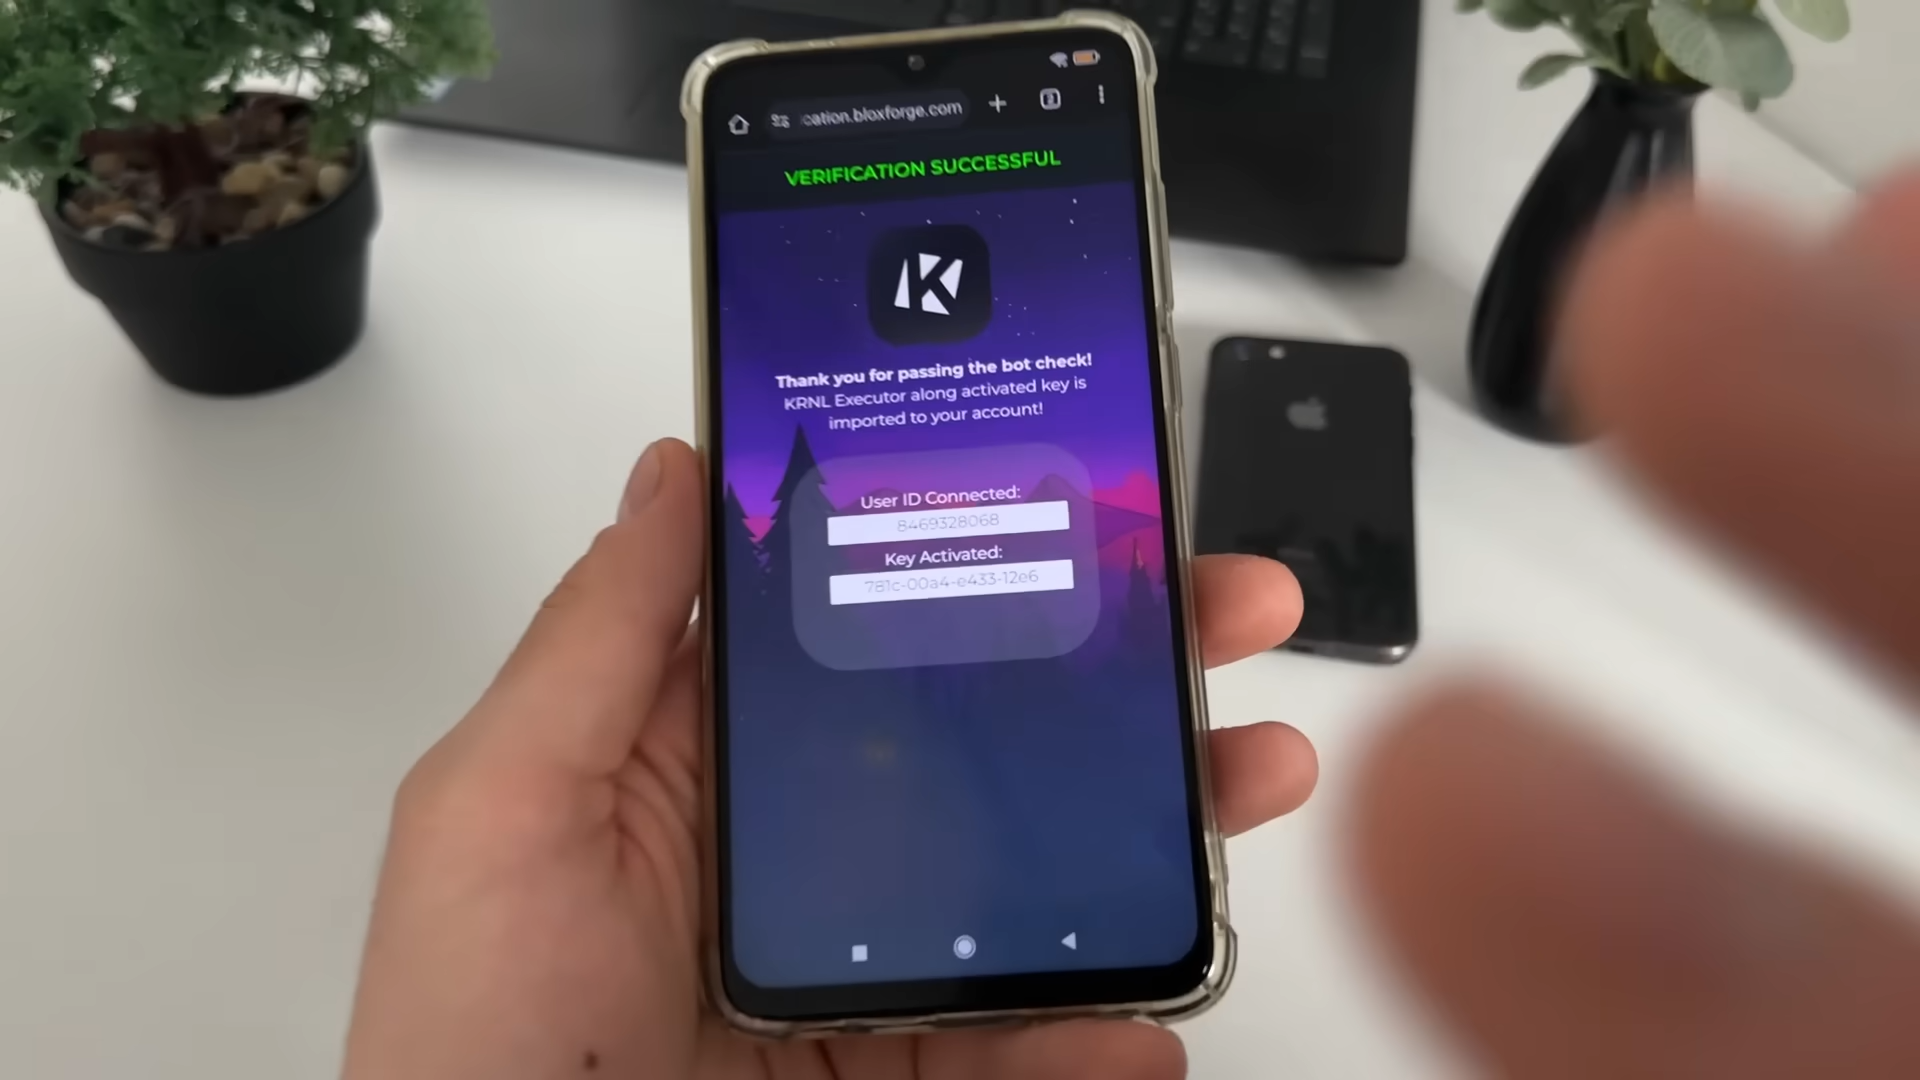 cation.bloxforge.com
VERIFICATION SUCCESSFUL
K
Thank you for passing the bot check!
KRNL Executor along activated key is
imported to your account!
User ID Connected:
8469328068
Key Activated:
781c-00a4-e433-12e6